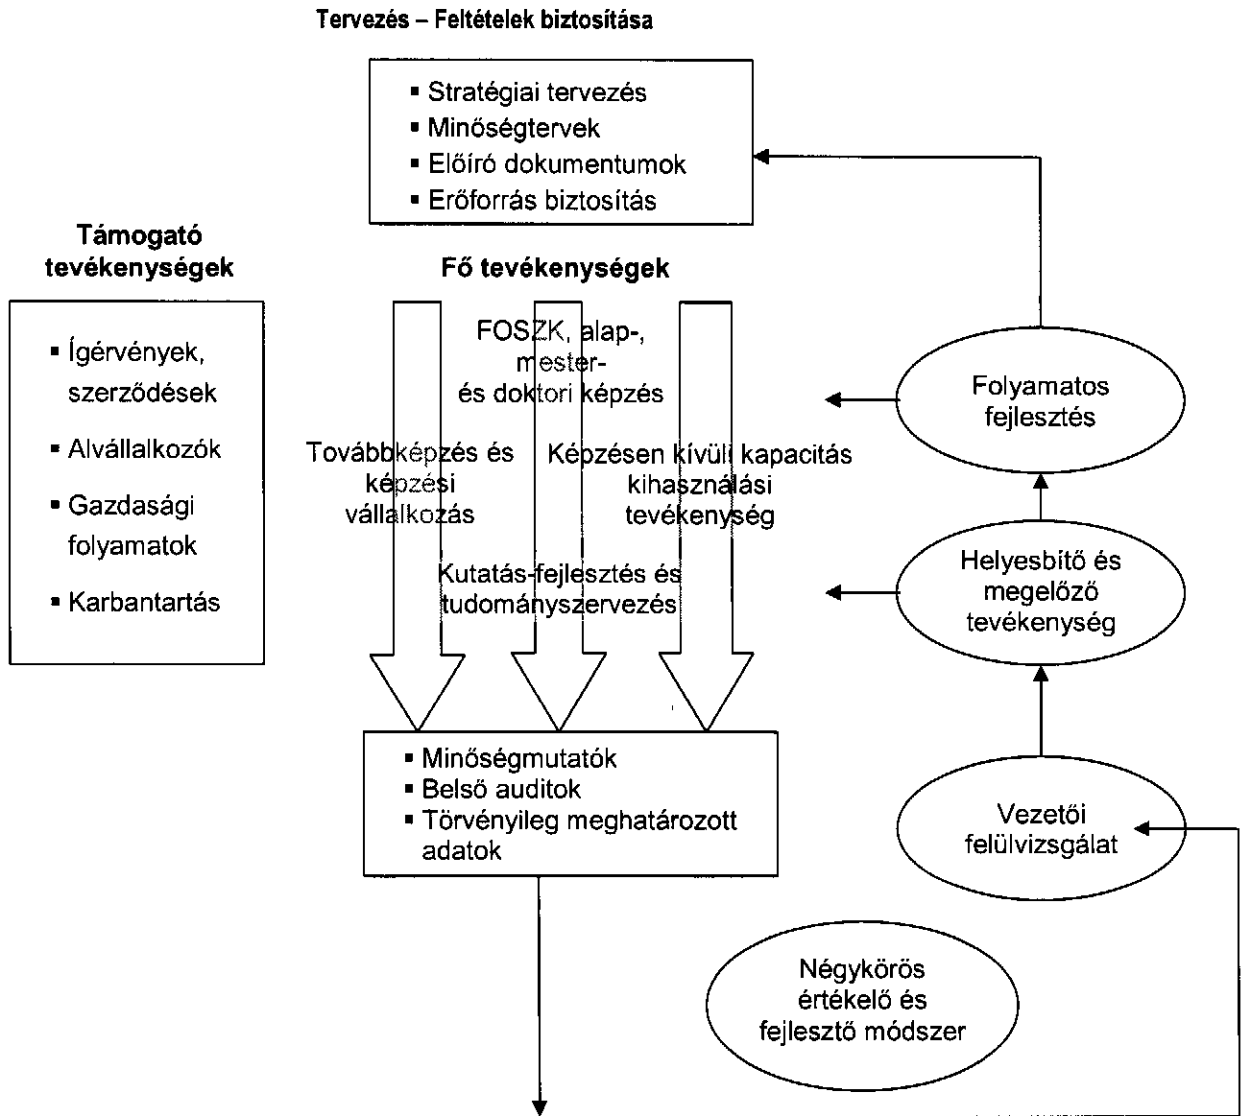 Tervezés – Feltételek biztosítása
▪ Stratégiai tervezés
▪ Minőségtervek
▪ Előíró dokumentumok
▪ Erőforrás biztosítás
Támogató
tevékenységek
▪ Ígérvények,
szerződések
▪ Alvállalkozók
▪ Gazdasági
folyamatok
▪ Karbantartás
Fő tevékenységek
FOSZK, alap-,
mester-
és doktori képzés
Továbbképzés és
képzési
vállalkozás
Képzésen kívüli kapacitás
kihasználási
tevékenység
Kutatás-fejlesztés és
tudományszervezés
▪ Minőségmutatók
▪ Belső auditok
▪ Törvényileg meghatározott
adatok
Folyamatos
fejlesztés
Helyesbítő és
megelőző
tevékenység
Vezetői
felülvizsgálat
Négykörös
értékelő és
fejlesztő módszer